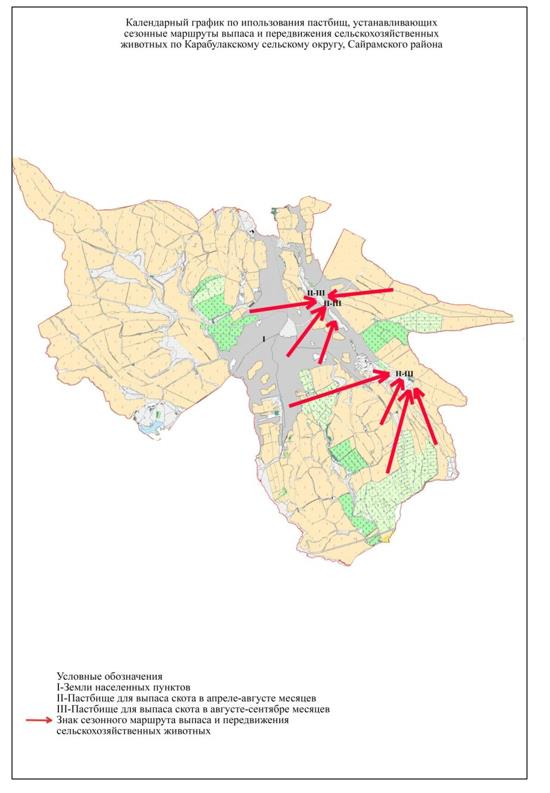 Календарный график по ипользования пастбищ, устанавливающих
сезонные маршруты выпаса и передвижения сельскохозяйственных
животных по Карабулакскому сельскому округу, Сайрамского района
II-III
II-III
I
II-III
Условные обозначения
I-Земли населенных пунктов
II-Пастбище для выпаса скота в апреле-августе месяцев
III-Пастбище для выпаса скота в августе-сентябре месяцев
Знак сезонного маршрута выпаса и передвижения
сельскохозяйственных животных